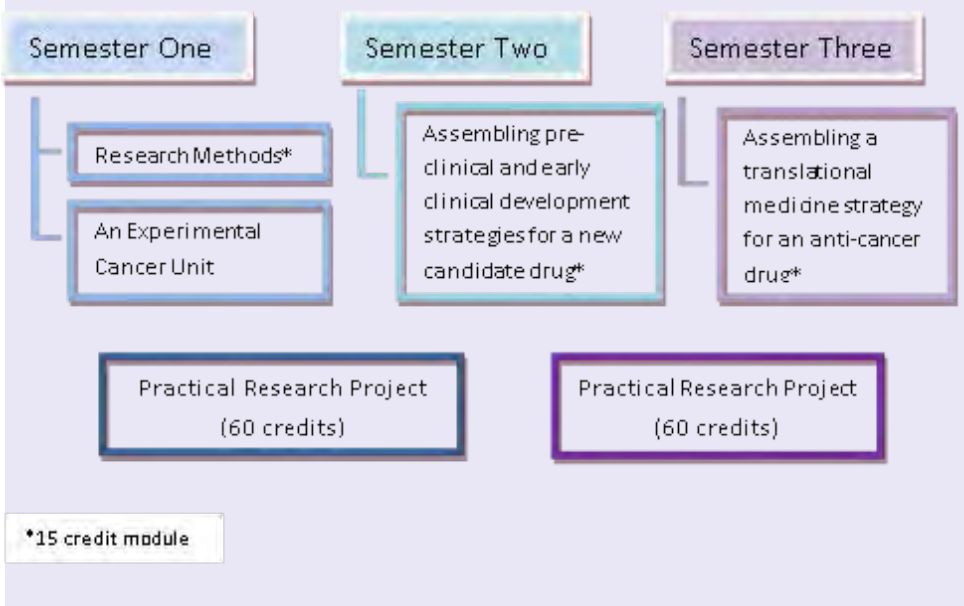 Semester One
Research Methods*
An Experimental
Cancer Unit
Semester Two
Assembling pre-
clinical and early
clinical development
strategies for a new
candidate drug*
Semester Three
Assembling a
translational
medicine strategy
for an anti-cancer
drug*
Practical Research Project
(60 credits)
Practical Research Project
(60 credits)
*15 credit module